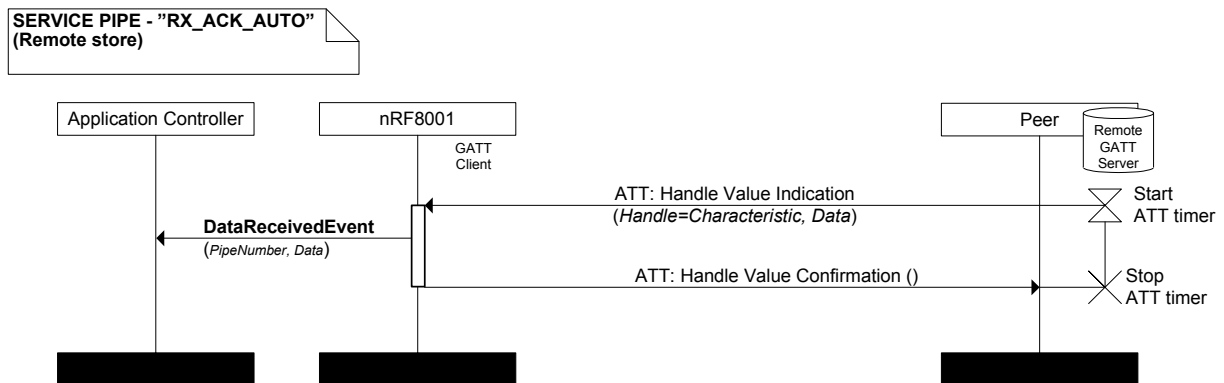 SERVICE PIPE - ”RX_ACK_AUTO”
(Remote store)
Application Controller
nRF8001
Peer
Remote
GATT
Server
GATT
Client
ATT: Handle Value Indication
(Handle=Characteristic, Data)
Start
ATT timer
DataReceivedEvent
(PipeNumber, Data)
ATT: Handle Value Confirmation ()
Stop
ATT timer